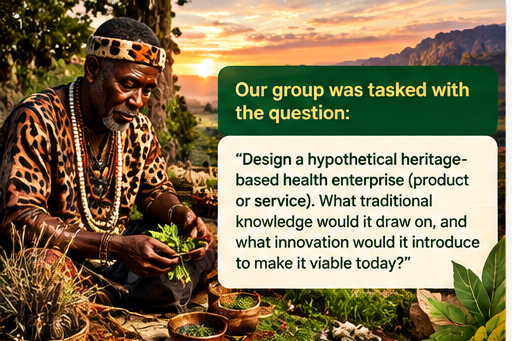 Our group was tasked with
the question:
“Design a hypothetical heritage-
based health enterprise (product
or service). What traditional
knowledge would it draw on, and
what innovation would it introduce
to make it viable today?”